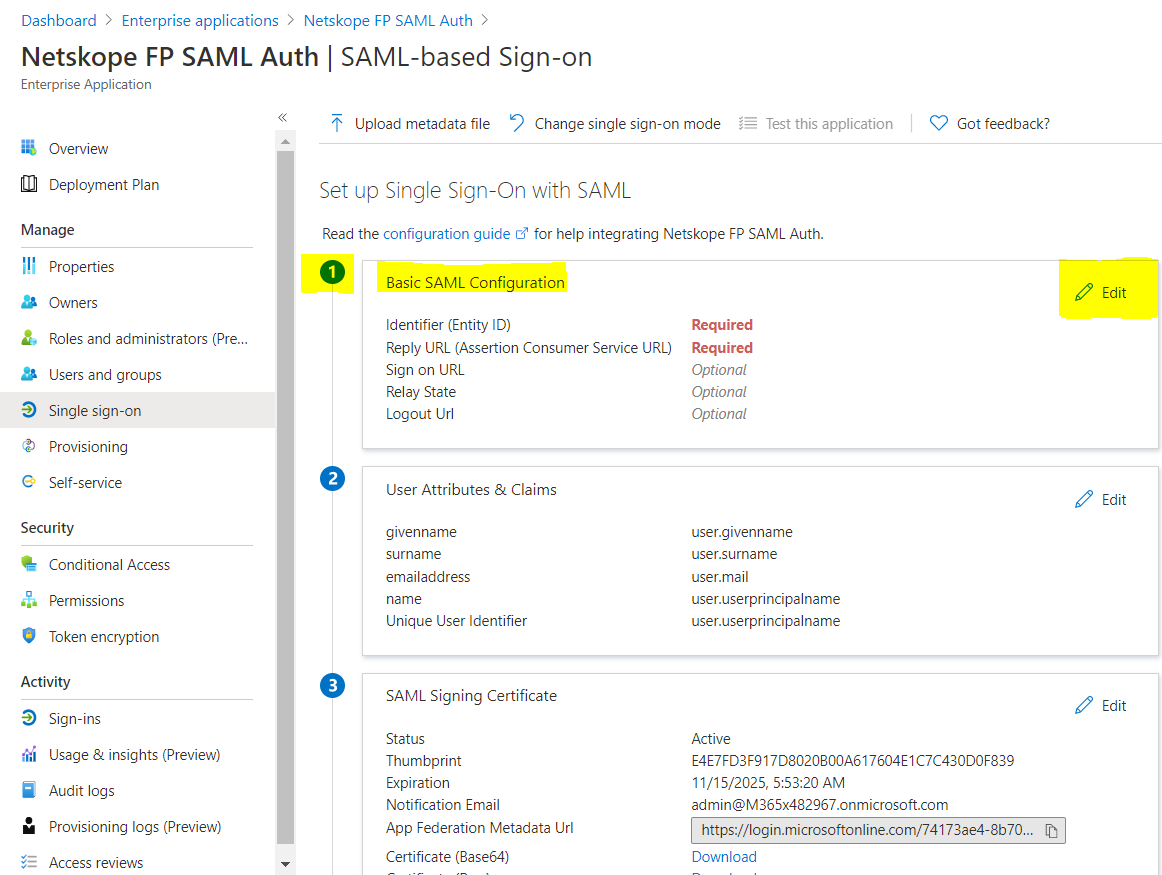 Dashboard > Enterprise applications > Netskope FP SAML Auth >
Netskope FP SAML Auth | SAML-based Sign-on
Enterprise Application
«
Overview
Deployment Plan
Manage
Properties
Owners
Roles and administrators (Pre...
Users and groups
Single sign-on
Provisioning
Self-service
Security
Conditional Access
Permissions
Token encryption
Activity
Sign-ins
Usage & insights (Preview)
Audit logs
Provisioning logs (Preview)
Access reviews
Upload metadata file Change single sign-on mode Test this application | Got feedback?
Set up Single Sign-On with SAML
Read the configuration guide for help integrating Netskope FP SAML Auth.
1
Basic SAML Configuration Edit
Identifier (Entity ID) Required
Reply URL (Assertion Consumer Service URL) Required
Sign on URL Optional
Relay State Optional
Logout Url Optional
2
User Attributes & Claims Edit
givenname user.givenname
surname user.surname
emailaddress user.mail
name user.userprincipalname
Unique User Identifier user.userprincipalname
3
SAML Signing Certificate Edit
Status Active
Thumbprint E4E7FD3F917D8020B00A617604E1C7C430D0F839
Expiration 11/15/2025, 5:53:20 AM
Notification Email admin@M365x482967.onmicrosoft.com
App Federation Metadata Url https://login.microsoftonline.com/74173ae4-8b70...
Certificate (Base64) Download